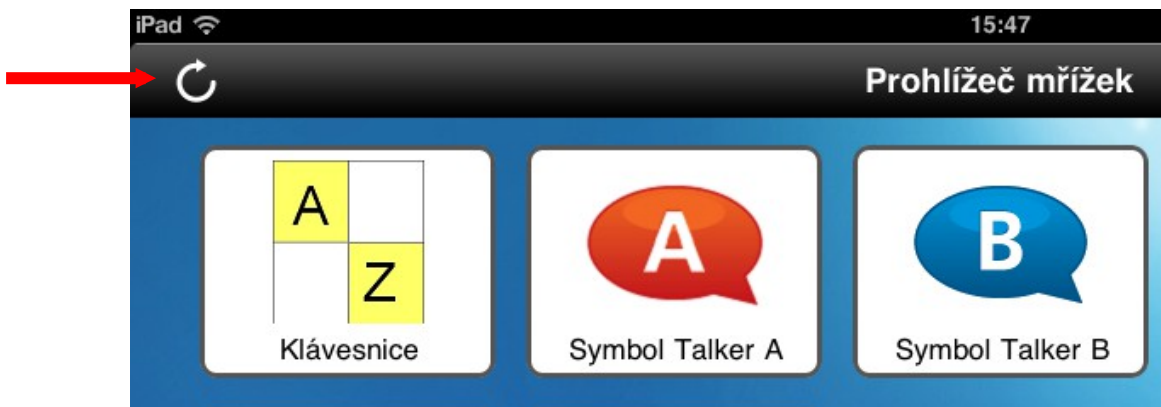 iPad 15:47
Prohlížeč mřížek
A
Z
Klávesnice
A
Symbol Talker A
B
Symbol Talker B